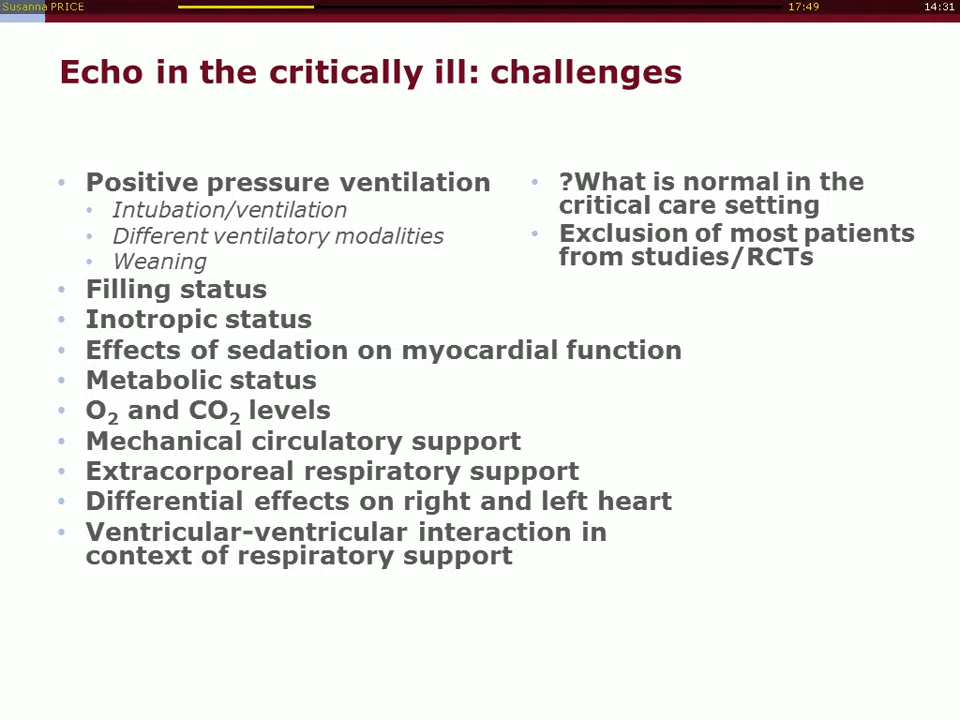 Susanna PRICE
17:49
14:31
Echo in the critically ill: challenges
• Positive pressure ventilation
• Intubation/ventilation
• Different ventilatory modalities
• Weaning
• Filling status
• Inotropic status
• Effects of sedation on myocardial function
• Metabolic status
• O₂ and CO₂ levels
• Mechanical circulatory support
• Extracorporeal respiratory support
• Differential effects on right and left heart
• Ventricular-ventricular interaction in
context of respiratory support
• ?What is normal in the
critical care setting
• Exclusion of most patients
from studies/RCTs